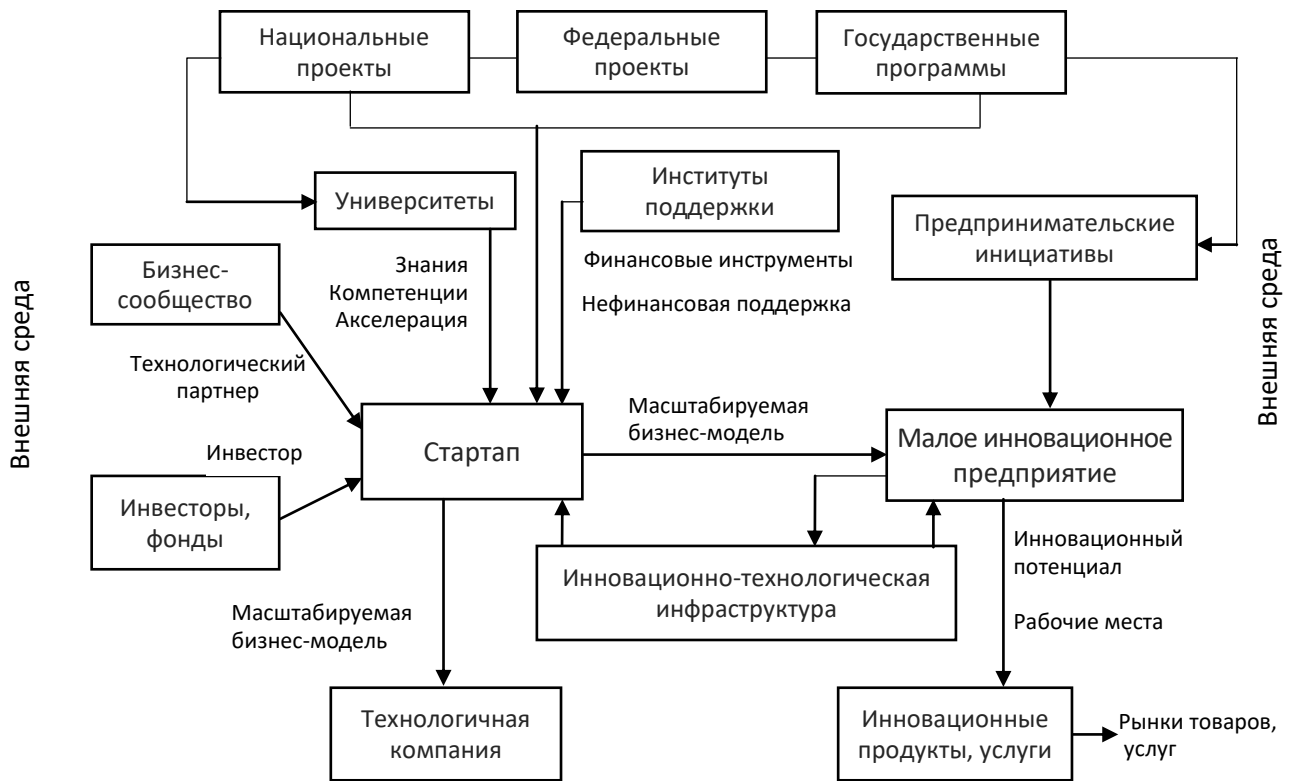 Национальные
проекты
Федеральные
проекты
Государственные
программы
Университеты
Институты
поддержки
Предпринимательские
инициативы
Бизнес-
сообщество
Знания
Компетенции
Акселерация
Финансовые инструменты
Нефинансовая поддержка
Внешняя среда
Внешняя среда
Технологический
партнер
Масштабируемая
бизнес-модель
Стартап
Малое инновационное
предприятие
Инвестор
Инвесторы,
фонды
Инновационно-технологическая
инфраструктура
Инновационный
потенциал
Рабочие места
Масштабируемая
бизнес-модель
Технологичная
компания
Инновационные
продукты, услуги
Рынки товаров,
услуг